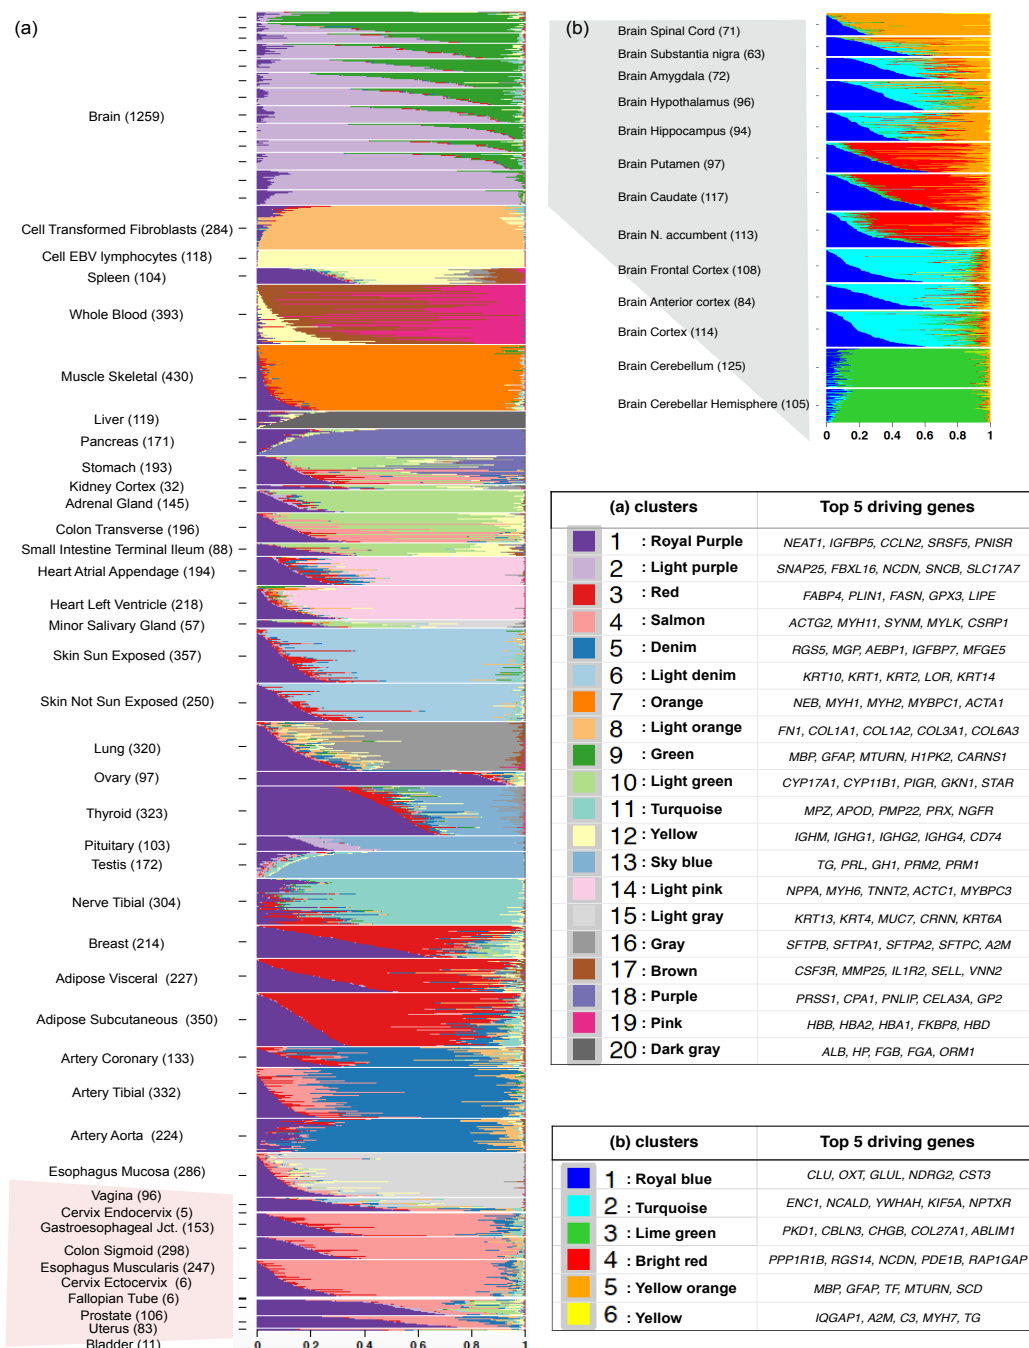 (a)
Brain (1259)
Cell Transformed Fibroblasts (284)
Cell EBV lymphocytes (118)
Spleen (104)
Whole Blood (393)
Muscle Skeletal (430)
Liver (119)
Pancreas (171)
Stomach (193)
Kidney Cortex (32)
Adrenal Gland (145)
Colon Transverse (196)
Small Intestine Terminal Ileum (88)
Heart Atrial Appendage (194)
Heart Left Ventricle (218)
Minor Salivary Gland (57)
Skin Sun Exposed (357)
Skin Not Sun Exposed (250)
Lung (320)
Ovary (97)
Thyroid (323)
Pituitary (103)
Testis (172)
Nerve Tibial (304)
Breast (214)
Adipose Visceral (227)
Adipose Subcutaneous (350)
Artery Coronary (133)
Artery Tibial (332)
Artery Aorta (224)
Esophagus Mucosa (286)
Vagina (96)
Cervix Endocervix (5)
Gastroesophageal Jct. (153)
Colon Sigmoid (298)
Esophagus Muscularis (247)
Cervix Ectocervix (6)
Fallopian Tube (6)
Prostate (106)
Uterus (83)
Bladder (11)
0 0.2 0.4 0.6 0.8 1
(b)
Brain Spinal Cord (71)
Brain Substantia nigra (63)
Brain Amygdala (72)
Brain Hypothalamus (96)
Brain Hippocampus (94)
Brain Putamen (97)
Brain Caudate (117)
Brain N. accumbent (113)
Brain Frontal Cortex (108)
Brain Anterior cortex (84)
Brain Cortex (114)
Brain Cerebellum (125)
Brain Cerebellar Hemisphere (105)
0 0.2 0.4 0.6 0.8 1
(a) clusters Top 5 driving genes
1 : Royal Purple NEAT1, IGFBP5, CCLN2, SRSF5, PNISR
2 : Light purple SNAP25, FBXL16, NCDN, SNCB, SLC17A7
3 : Red FABP4, PLIN1, FASN, GPX3, LIPE
4 : Salmon ACTG2, MYH11, SYNM, MYLK, CSRP1
5 : Denim RGS5, MGP, AEBP1, IGFBP7, MFGE5
6 : Light denim KRT10, KRT1, KRT2, LOR, KRT14
7 : Orange NEB, MYH1, MYH2, MYBPC1, ACTA1
8 : Light orange FN1, COL1A1, COL1A2, COL3A1, COL6A3
9 : Green MBP, GFAP, MTURN, H1PK2, CARNS1
10 : Light green CYP17A1, CYP11B1, PIGR, GKN1, STAR
11 : Turquoise MPZ, APOD, PMP22, PRX, NGFR
12 : Yellow IGHM, IGHG1, IGHG2, IGHG4, CD74
13 : Sky blue TG, PRL, GH1, PRM2, PRM1
14 : Light pink NPPA, MYH6, TNNT2, ACTC1, MYBPC3
15 : Light gray KRT13, KRT4, MUC7, CRNN, KRT6A
16 : Gray SFTPB, SFTPA1, SFTPA2, SFTPC, A2M
17 : Brown CSF3R, MMP25, IL1R2, SELL, VNN2
18 : Purple PRSS1, CPA1, PNLIP, CELA3A, GP2
19 : Pink HBB, HBA2, HBA1, FKBP8, HBD
20 : Dark gray ALB, HP, FGB, FGA, ORM1
(b) clusters Top 5 driving genes
1 : Royal blue CLU, OXT, GLUL, NDRG2, CST3
2 : Turquoise ENC1, NCALD, YWHAH, KIF5A, NPTXR
3 : Lime green PKD1, CBLN3, CHGB, COL27A1, ABLIM1
4 : Bright red PPP1R1B, RGS14, NCDN, PDE1B, RAP1GAP
5 : Yellow orange MBP, GFAP, TF, MTURN, SCD
6 : Yellow IQGAP1, A2M, C3, MYH7, TG